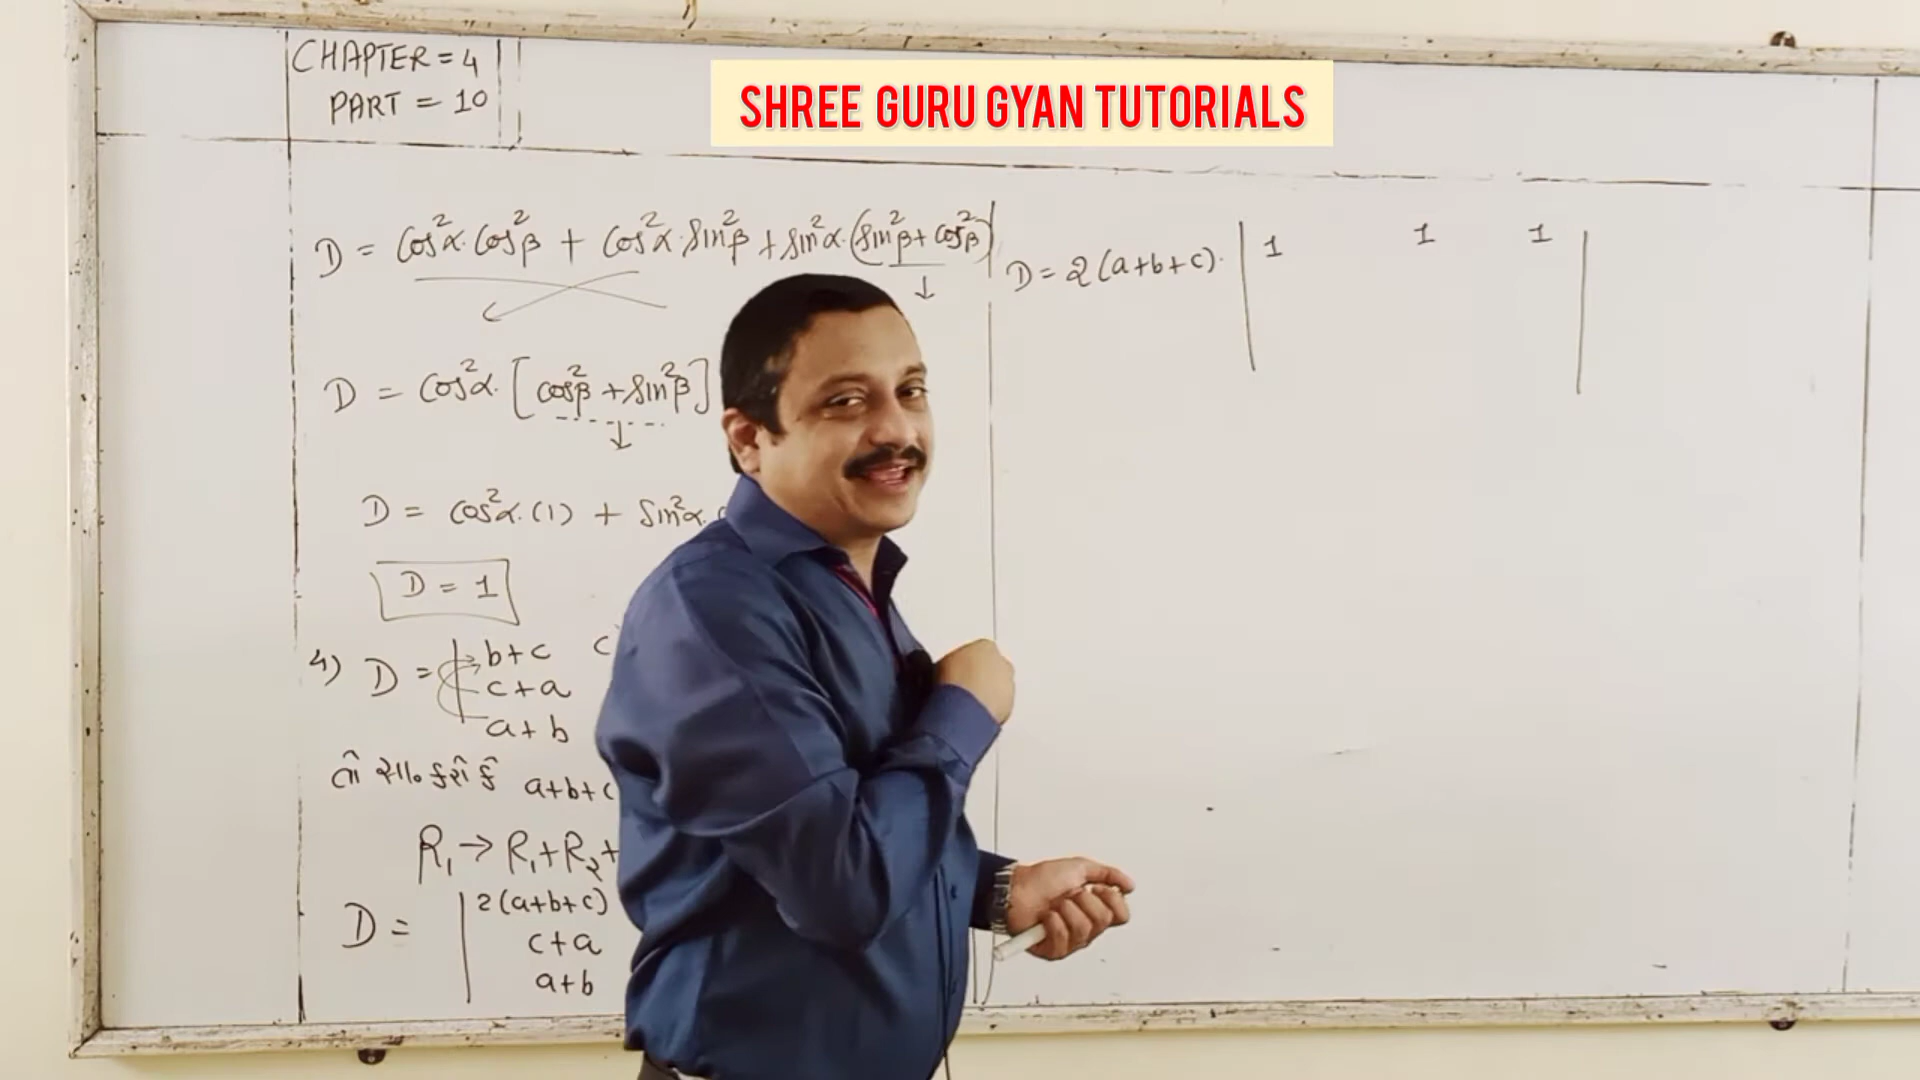 CHAPTER = 4
PART = 10
SHREE GURU GYAN TUTORIALS
D = cos²α. cos²β + cos²α. sin²β + sin²α. (sin²β + cos²β)
D = cos²α. [cos²β + sin²β]
D = cos²α. (1) + sin²α.
D = 1
4) D = | b+c c
c+a
a+b
તો સા. કરો કે a+b+c
R₁ → R₁+R₂+
D = | 2(a+b+c)
c+a
a+b
D = 2(a+b+c). | 1 1 1 |